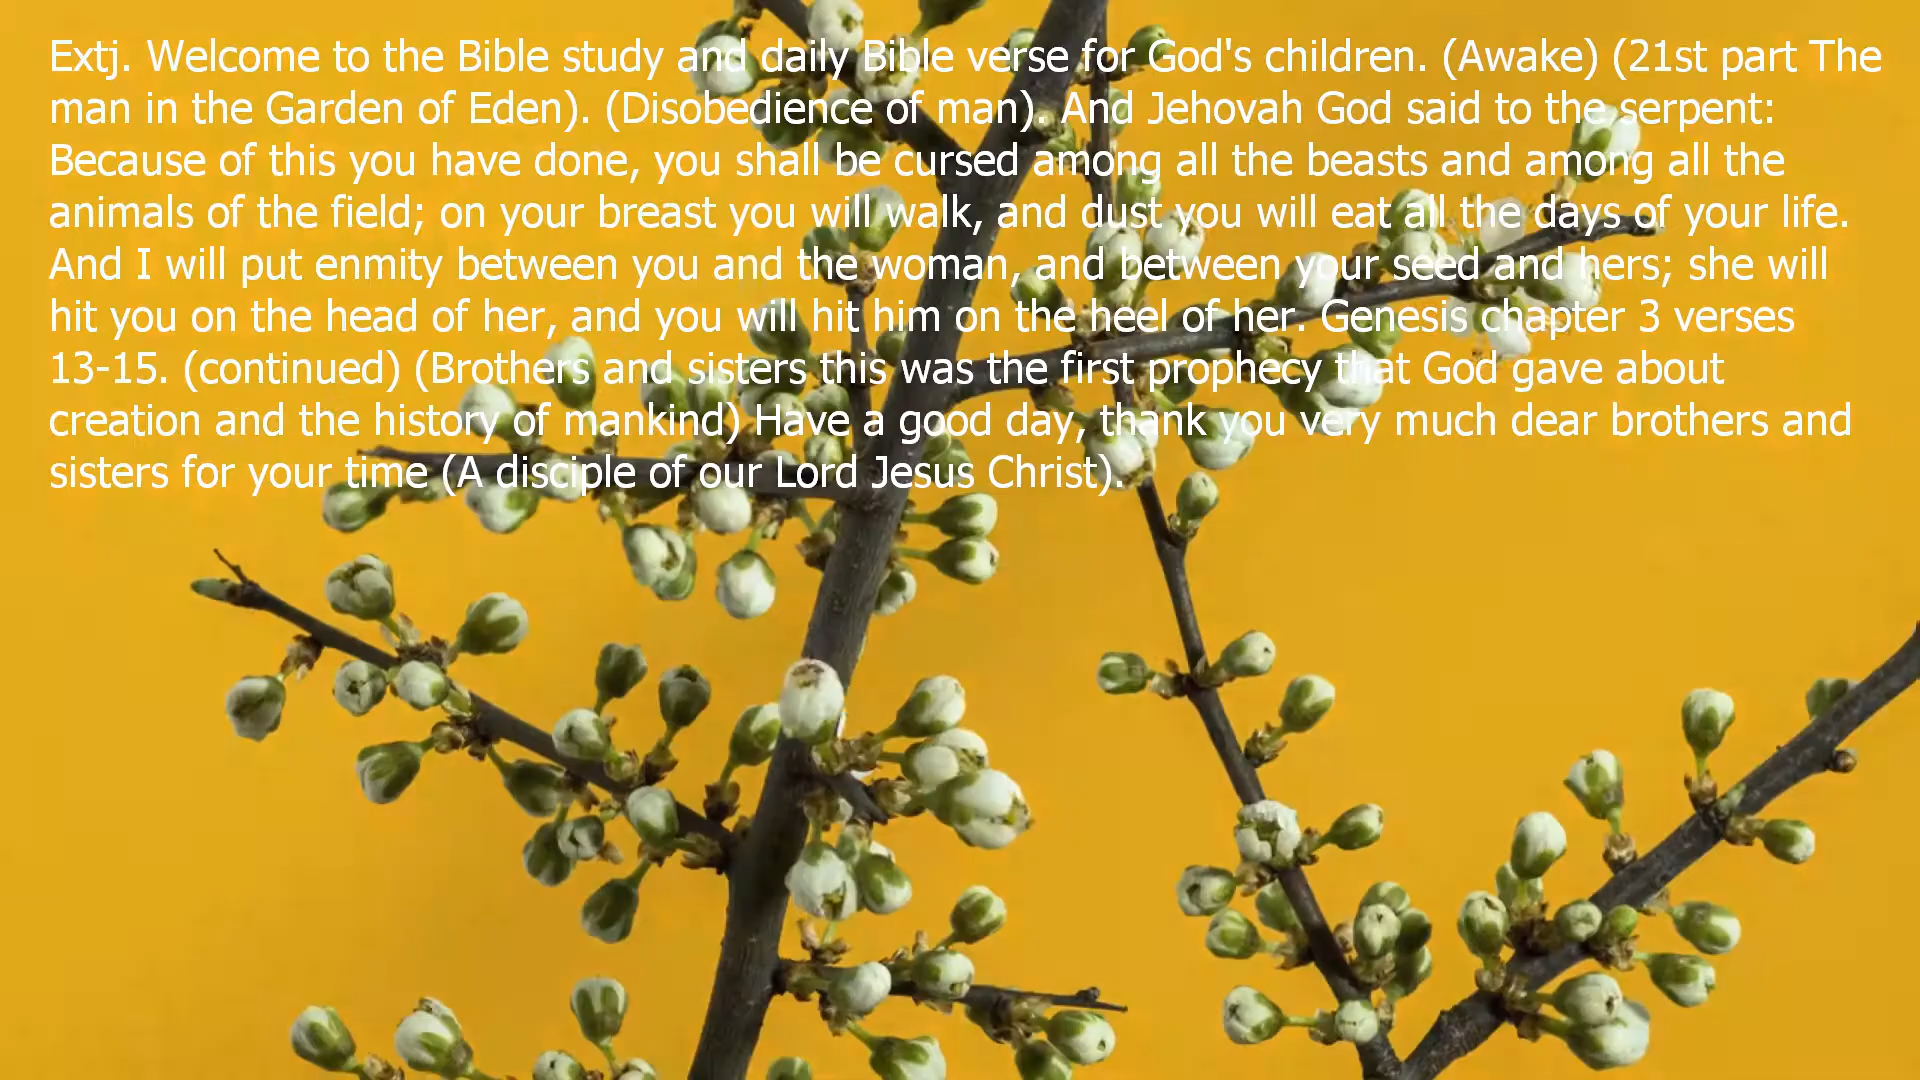 Extj. Welcome to the Bible study and daily Bible verse for God's children. (Awake) (21st part The
man in the Garden of Eden). (Disobedience of man). And Jehovah God said to the serpent:
Because of this you have done, you shall be cursed among all the beasts and among all the
animals of the field; on your breast you will walk, and dust you will eat all the days of your life.
And I will put enmity between you and the woman, and between your seed and hers; she will
hit you on the head of her, and you will hit him on the heel of her. Genesis chapter 3 verses
13-15. (continued) (Brothers and sisters this was the first prophecy that God gave about
creation and the history of mankind) Have a good day, thank you very much dear brothers and
sisters for your time (A disciple of our Lord Jesus Christ).